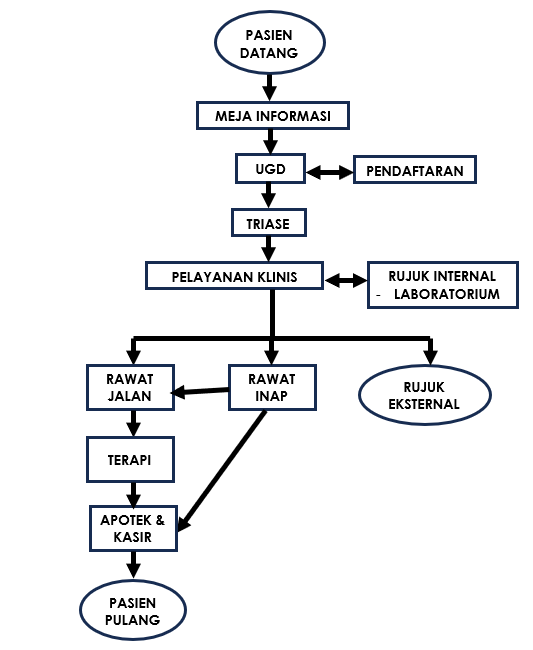 PASIEN
DATANG
MEJA INFORMASI
UGD
PENDAFTARAN
TRIASE
PELAYANAN KLINIS
RUJUK INTERNAL
- LABORATORIUM
RAWAT
JALAN
RAWAT
INAP
RUJUK
EKSTERNAL
TERAPI
APOTEK &
KASIR
PASIEN
PULANG